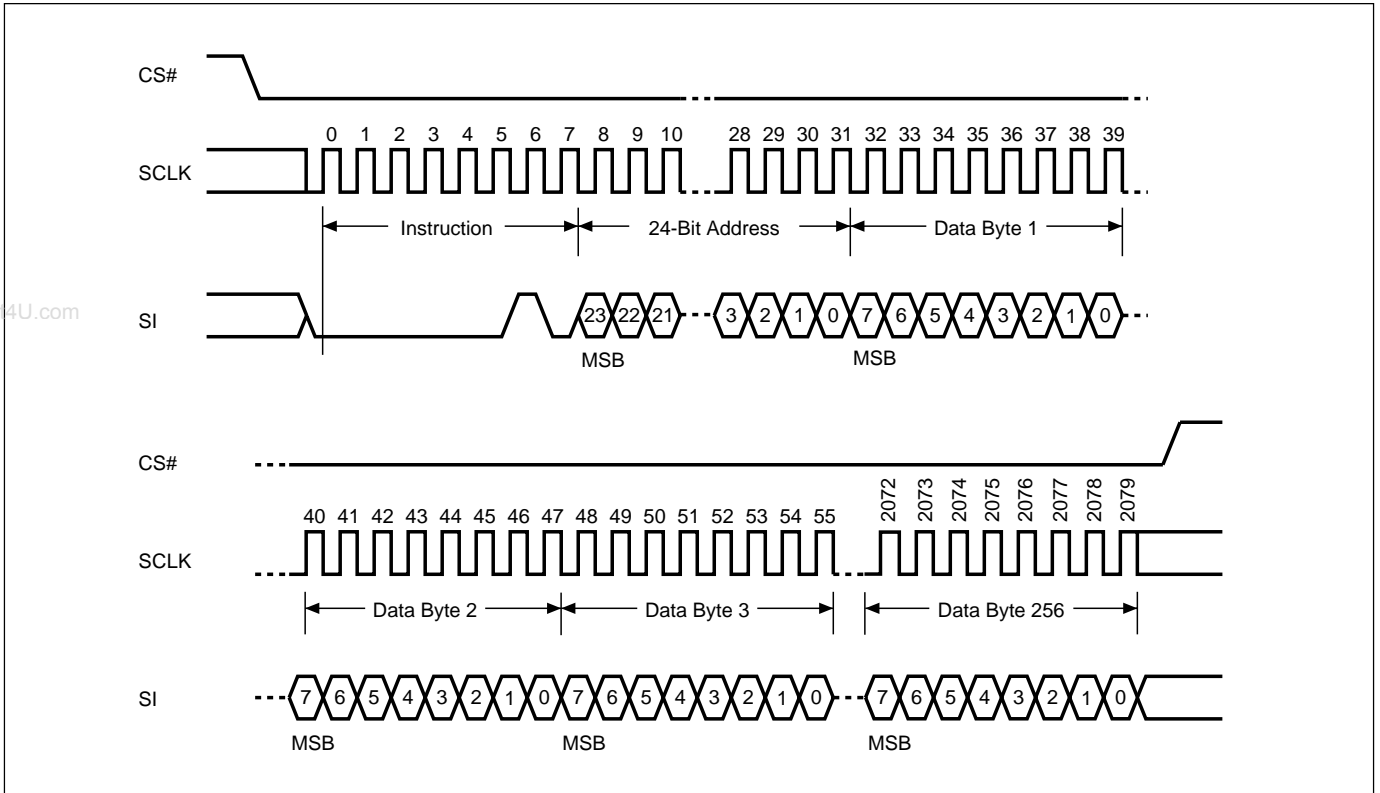 CS#
0 1 2 3 4 5 6 7 8 9 10 28 29 30 31 32 33 34 35 36 37 38 39
SCLK
Instruction 24-Bit Address Data Byte 1
t4U.com
SI 23 22 21 3 2 1 0 7 6 5 4 3 2 1 0
MSB MSB
CS#
2072 2073 2074 2075 2076 2077 2078 2079
40 41 42 43 44 45 46 47 48 49 50 51 52 53 54 55
SCLK
Data Byte 2 Data Byte 3 Data Byte 256
SI 7 6 5 4 3 2 1 0 7 6 5 4 3 2 1 0 7 6 5 4 3 2 1 0
MSB MSB MSB